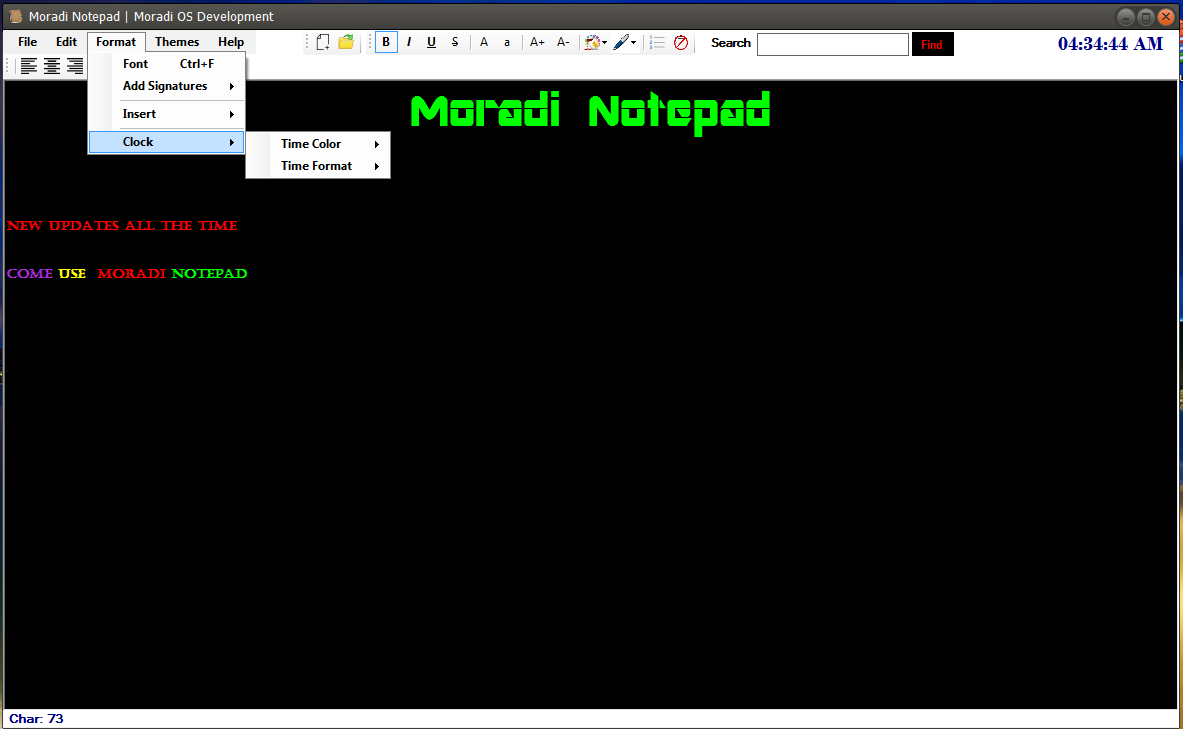 Moradi Notepad | Moradi OS Development
File Edit Format Themes Help B I U S A a A+ A- Search Find 04:34:44 AM
Font Ctrl+F
Add Signatures
Insert
Clock
Time Color
Time Format
Moradi Notepad
NEW UPDATES ALL THE TIME
COME USE MORADI NOTEPAD
Char: 73